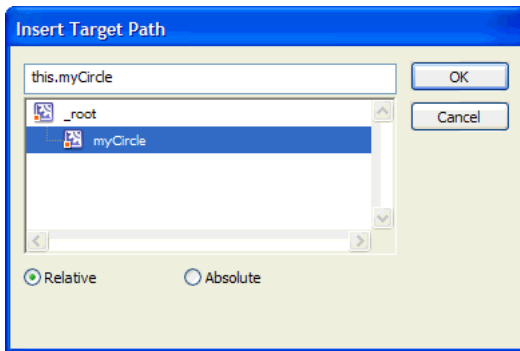 Insert Target Path
this.myCircle
OK
_root
Cancel
myCircle
Relative
Absolute